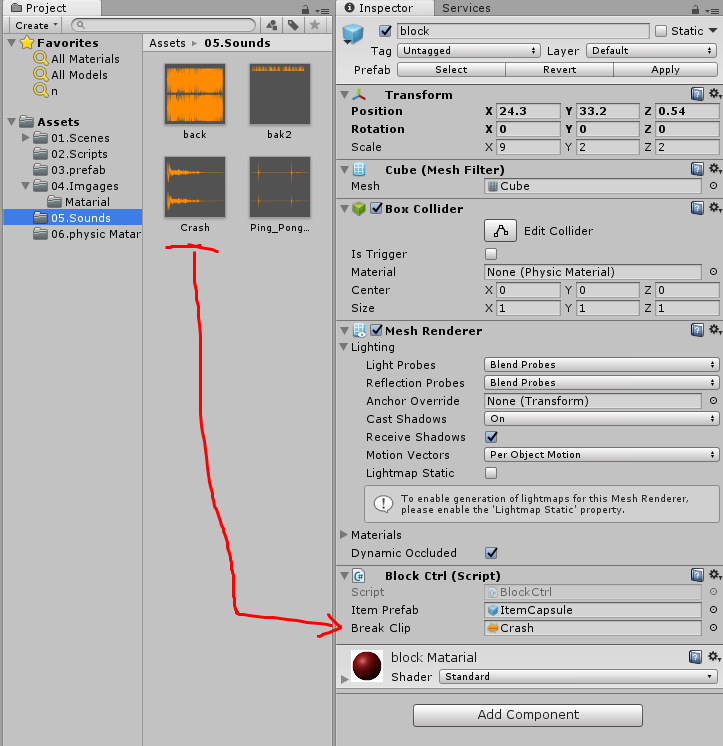 Project
Create
Favorites
All Materials
All Models
n
Assets
01.Scenes
02.Scripts
03.prefab
04.Imgages
Matarial
05.Sounds
06.physic Matar
Assets ▸ 05.Sounds
back
bak2
Crash
Ping_Pong...
Inspector
Services
block
Static
Tag Untagged Layer Default
Prefab Select Revert Apply
Transform
Position X 24.3 Y 33.2 Z 0.54
Rotation X 0 Y 0 Z 0
Scale X 9 Y 2 Z 2
Cube (Mesh Filter)
Mesh Cube
Box Collider
Edit Collider
Is Trigger
Material None (Physic Material)
Center X 0 Y 0 Z 0
Size X 1 Y 1 Z 1
Mesh Renderer
Lighting
Light Probes Blend Probes
Reflection Probes Blend Probes
Anchor Override None (Transform)
Cast Shadows On
Receive Shadows
Motion Vectors Per Object Motion
Lightmap Static
To enable generation of lightmaps for this Mesh Renderer,
please enable the 'Lightmap Static' property.
Materials
Dynamic Occluded
Block Ctrl (Script)
Script BlockCtrl
Item Prefab ItemCapsule
Break Clip Crash
block Matarial
Shader Standard
Add Component